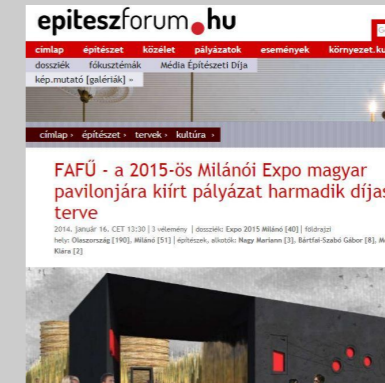 epiteszforum.hu
címlap építészet közélet pályázatok események környezet.ku
dossziék fókusztémák Média Építészeti Díja
kép.mutató [galériák] »
címlap › építészet › tervek › kultúra ›
FAFŰ - a 2015-ös Milánói Expo magyar
pavilonjára kiírt pályázat harmadik díjas
terve
2014. január 16. CET 13:30 | 3 vélemény | dosszié: Expo 2015 Milánó [40] | földrajzi
hely: Olaszország [190], Milánó [51] | építészek, alkotók: Nagy Mariann [3], Bártfai-Szabó Gábor [8], M
Klára [2]